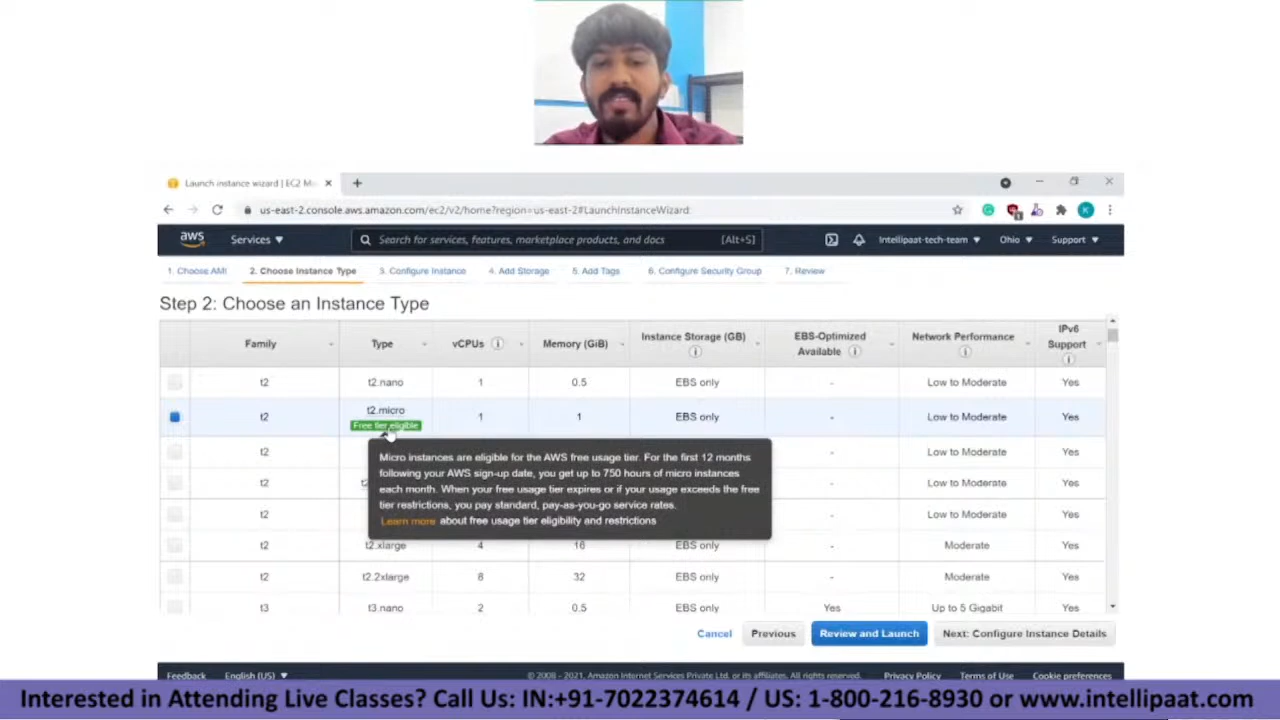 Launch instance wizard | EC2 M
us-east-2.console.aws.amazon.com/ec2/v2/home?region=us-east-2#LaunchInstanceWizard
aws Services Search for services, features, marketplace products, and docs [Alt+S] Intellipaat-tech-team Ohio Support
1. Choose AMI 2. Choose Instance Type 3. Configure Instance 4. Add Storage 5. Add Tags 6. Configure Security Group 7. Review
Step 2: Choose an Instance Type
Family Type vCPUs Memory (GiB) Instance Storage (GB) EBS-Optimized Available Network Performance IPv6 Support
t2 t2.nano 1 0.5 EBS only - Low to Moderate Yes
t2 t2.micro 1 1 EBS only - Low to Moderate Yes
Free tier eligible
t2 - Low to Moderate Yes
t2 - Low to Moderate Yes
t2 - Low to Moderate Yes
Micro instances are eligible for the AWS free usage tier. For the first 12 months
following your AWS sign-up date, you get up to 750 hours of micro instances
each month. When your free usage tier expires or if your usage exceeds the free
tier restrictions, you pay standard, pay-as-you-go service rates.
Learn more about free usage tier eligibility and restrictions
t2 t2.xlarge 4 16 EBS only - Moderate Yes
t2 t2.2xlarge 8 32 EBS only - Moderate Yes
t3 t3.nano 2 0.5 EBS only Yes Up to 5 Gigabit Yes
Cancel Previous Review and Launch Next: Configure Instance Details
Feedback English (US) © 2008 - 2021, Amazon Internet Services Private Ltd. or its affiliates. All rights reserved. Privacy Policy Terms of Use Cookie preferences
Interested in Attending Live Classes? Call Us: IN:+91-7022374614 / US: 1-800-216-8930 or www.intellipaat.com